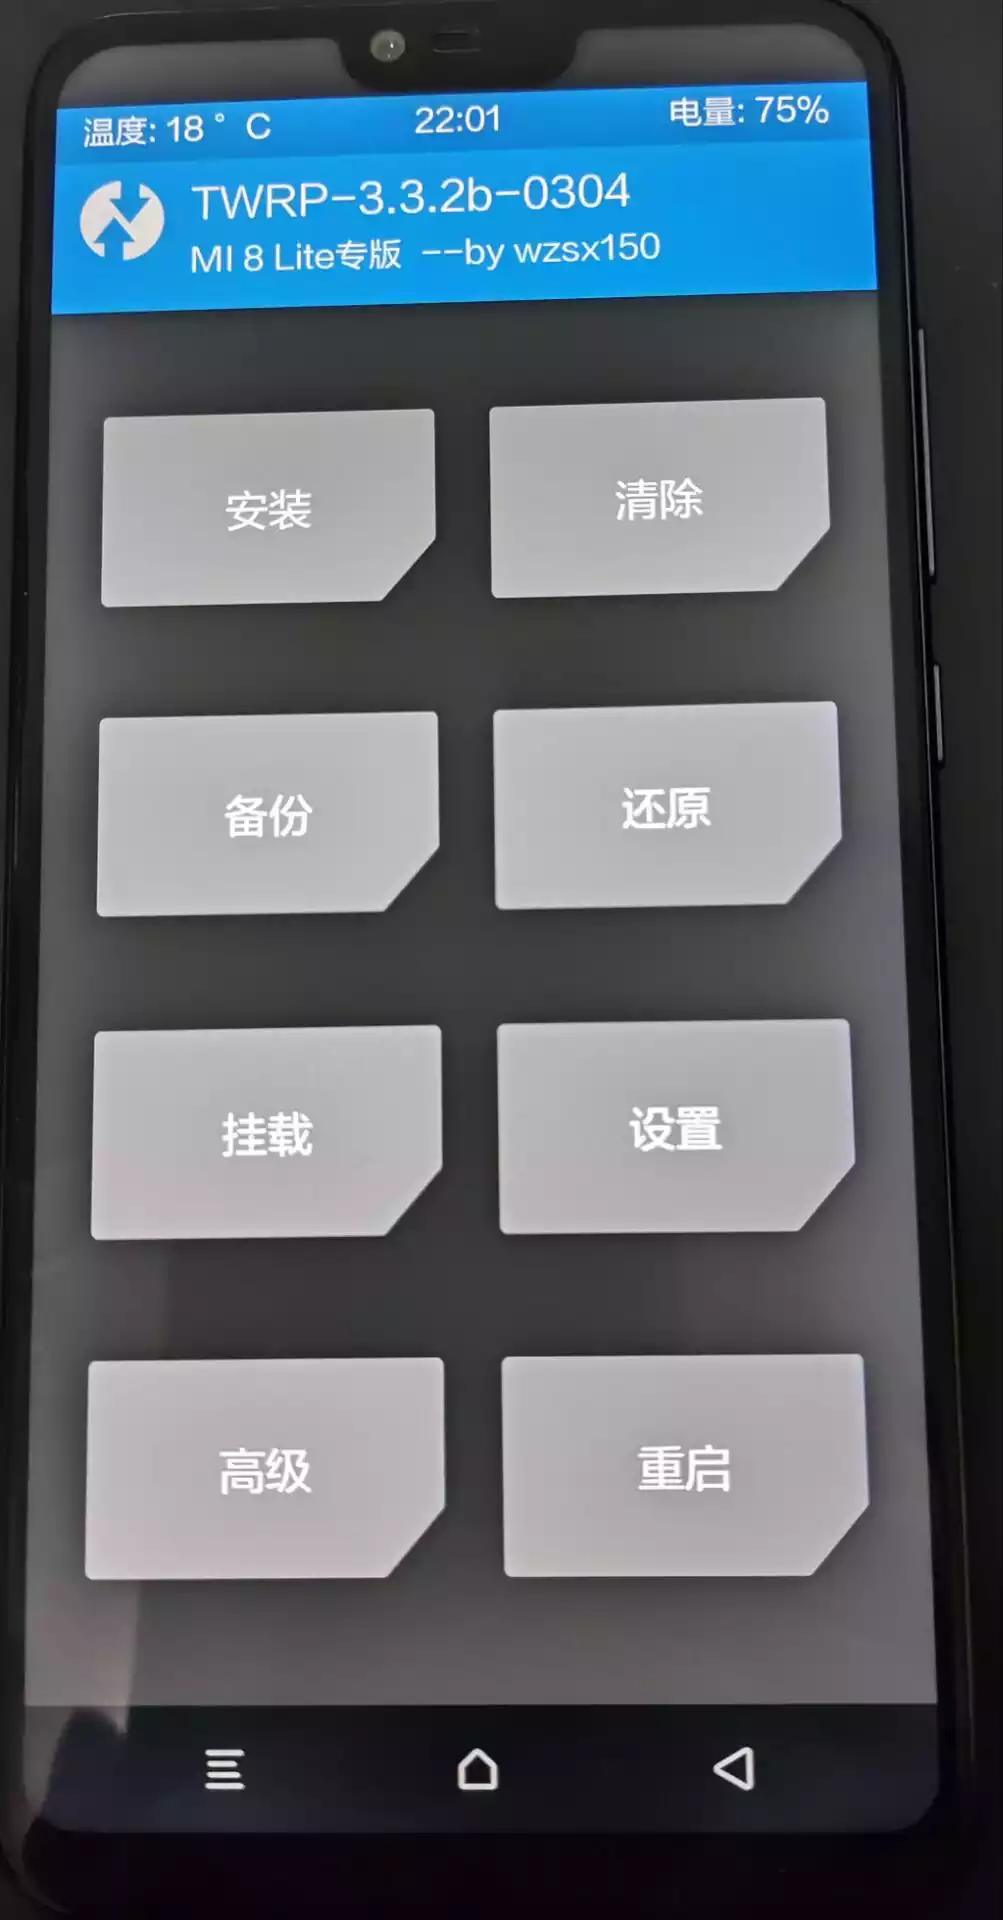 温度: 18 ° C 22:01 电量: 75%
TWRP-3.3.2b-0304
MI 8 Lite专版 --by wzsx150
安装 清除
备份 还原
挂载 设置
高级 重启